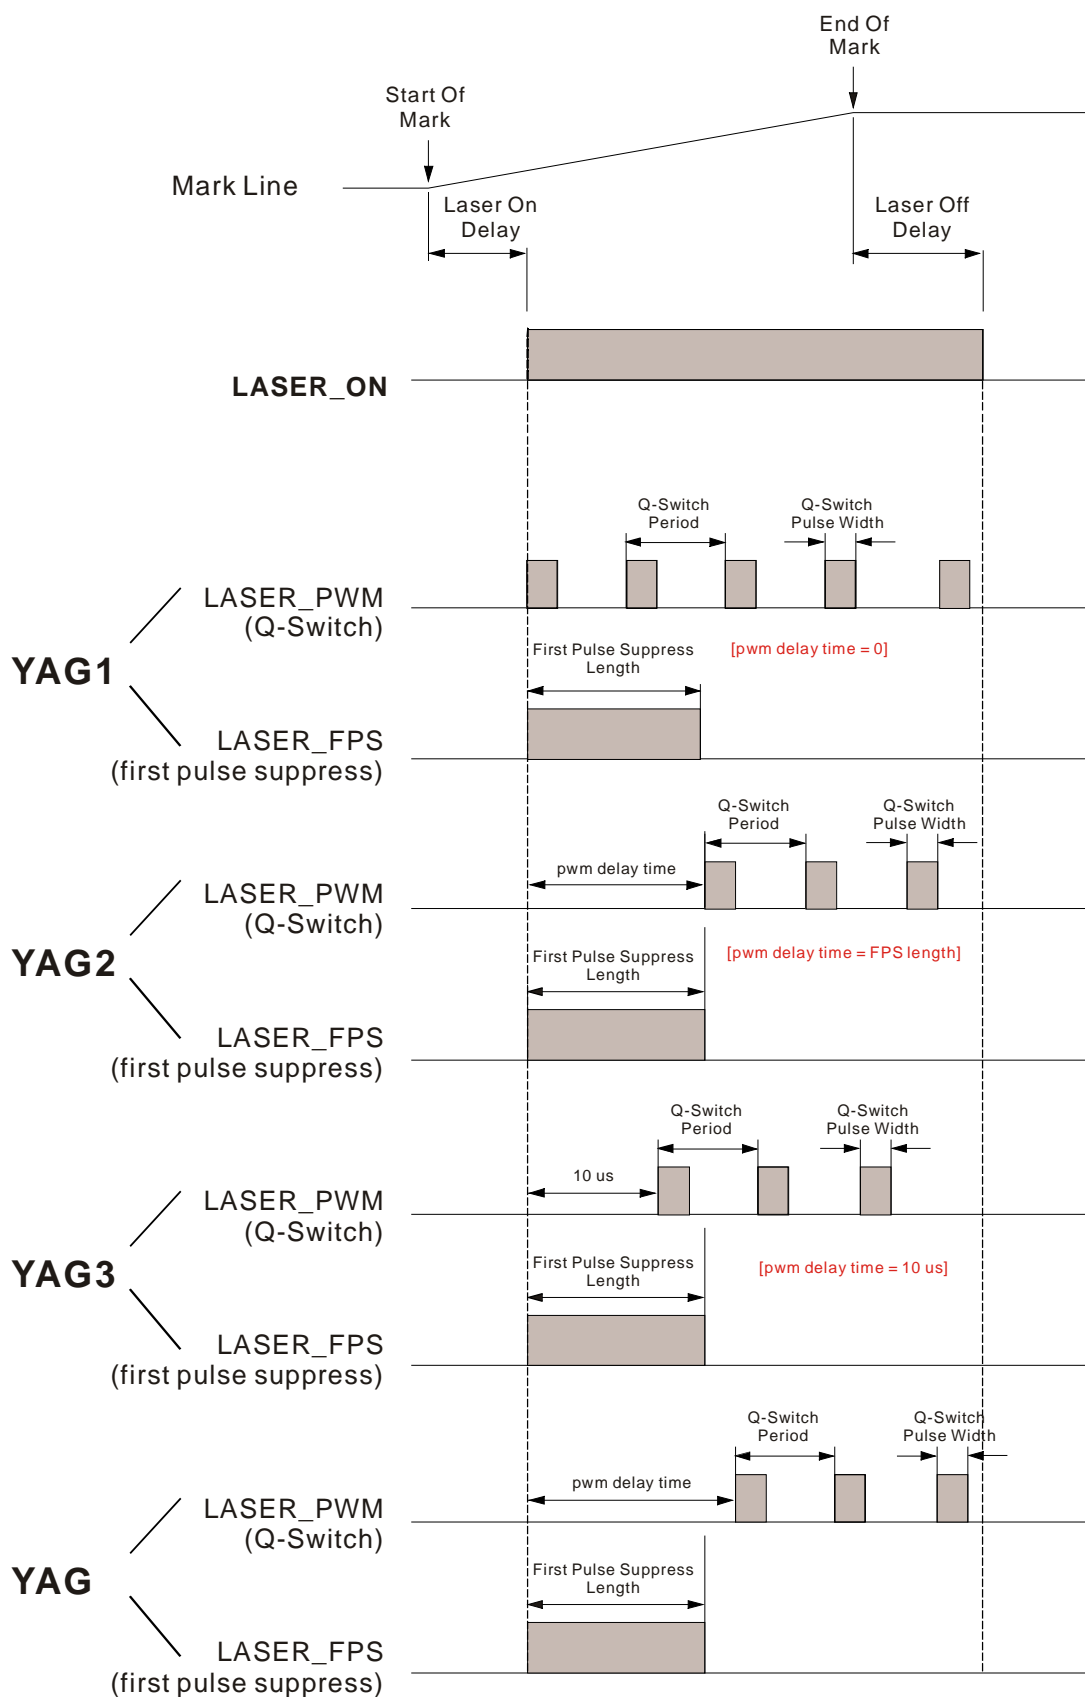 End Of
Mark
Start Of
Mark
Mark Line
Laser On
Delay
Laser Off
Delay
LASER_ON
Q-Switch
Period
Q-Switch
Pulse Width
LASER_PWM
(Q-Switch)
YAG1
First Pulse Suppress
Length
[pwm delay time = 0]
LASER_FPS
(first pulse suppress)
Q-Switch
Period
Q-Switch
Pulse Width
pwm delay time
LASER_PWM
(Q-Switch)
YAG2
First Pulse Suppress
Length
[pwm delay time = FPS length]
LASER_FPS
(first pulse suppress)
Q-Switch
Period
Q-Switch
Pulse Width
10 us
LASER_PWM
(Q-Switch)
YAG3
First Pulse Suppress
Length
[pwm delay time = 10 us]
LASER_FPS
(first pulse suppress)
Q-Switch
Period
Q-Switch
Pulse Width
pwm delay time
LASER_PWM
(Q-Switch)
YAG
First Pulse Suppress
Length
LASER_FPS
(first pulse suppress)